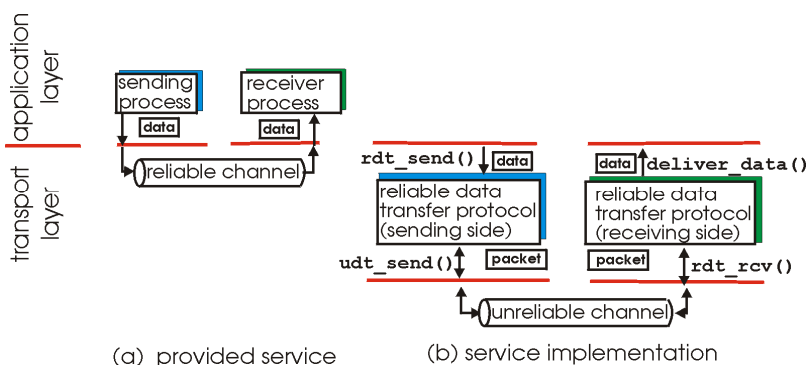 application
layer
transport
layer
sending
process
data
receiver
process
data
reliable channel
(a) provided service
rdt_send()
data
reliable data
transfer protocol
(sending side)
udt_send()
packet
data
deliver_data()
reliable data
transfer protocol
(receiving side)
packet
rdt_rcv()
unreliable channel
(b) service implementation